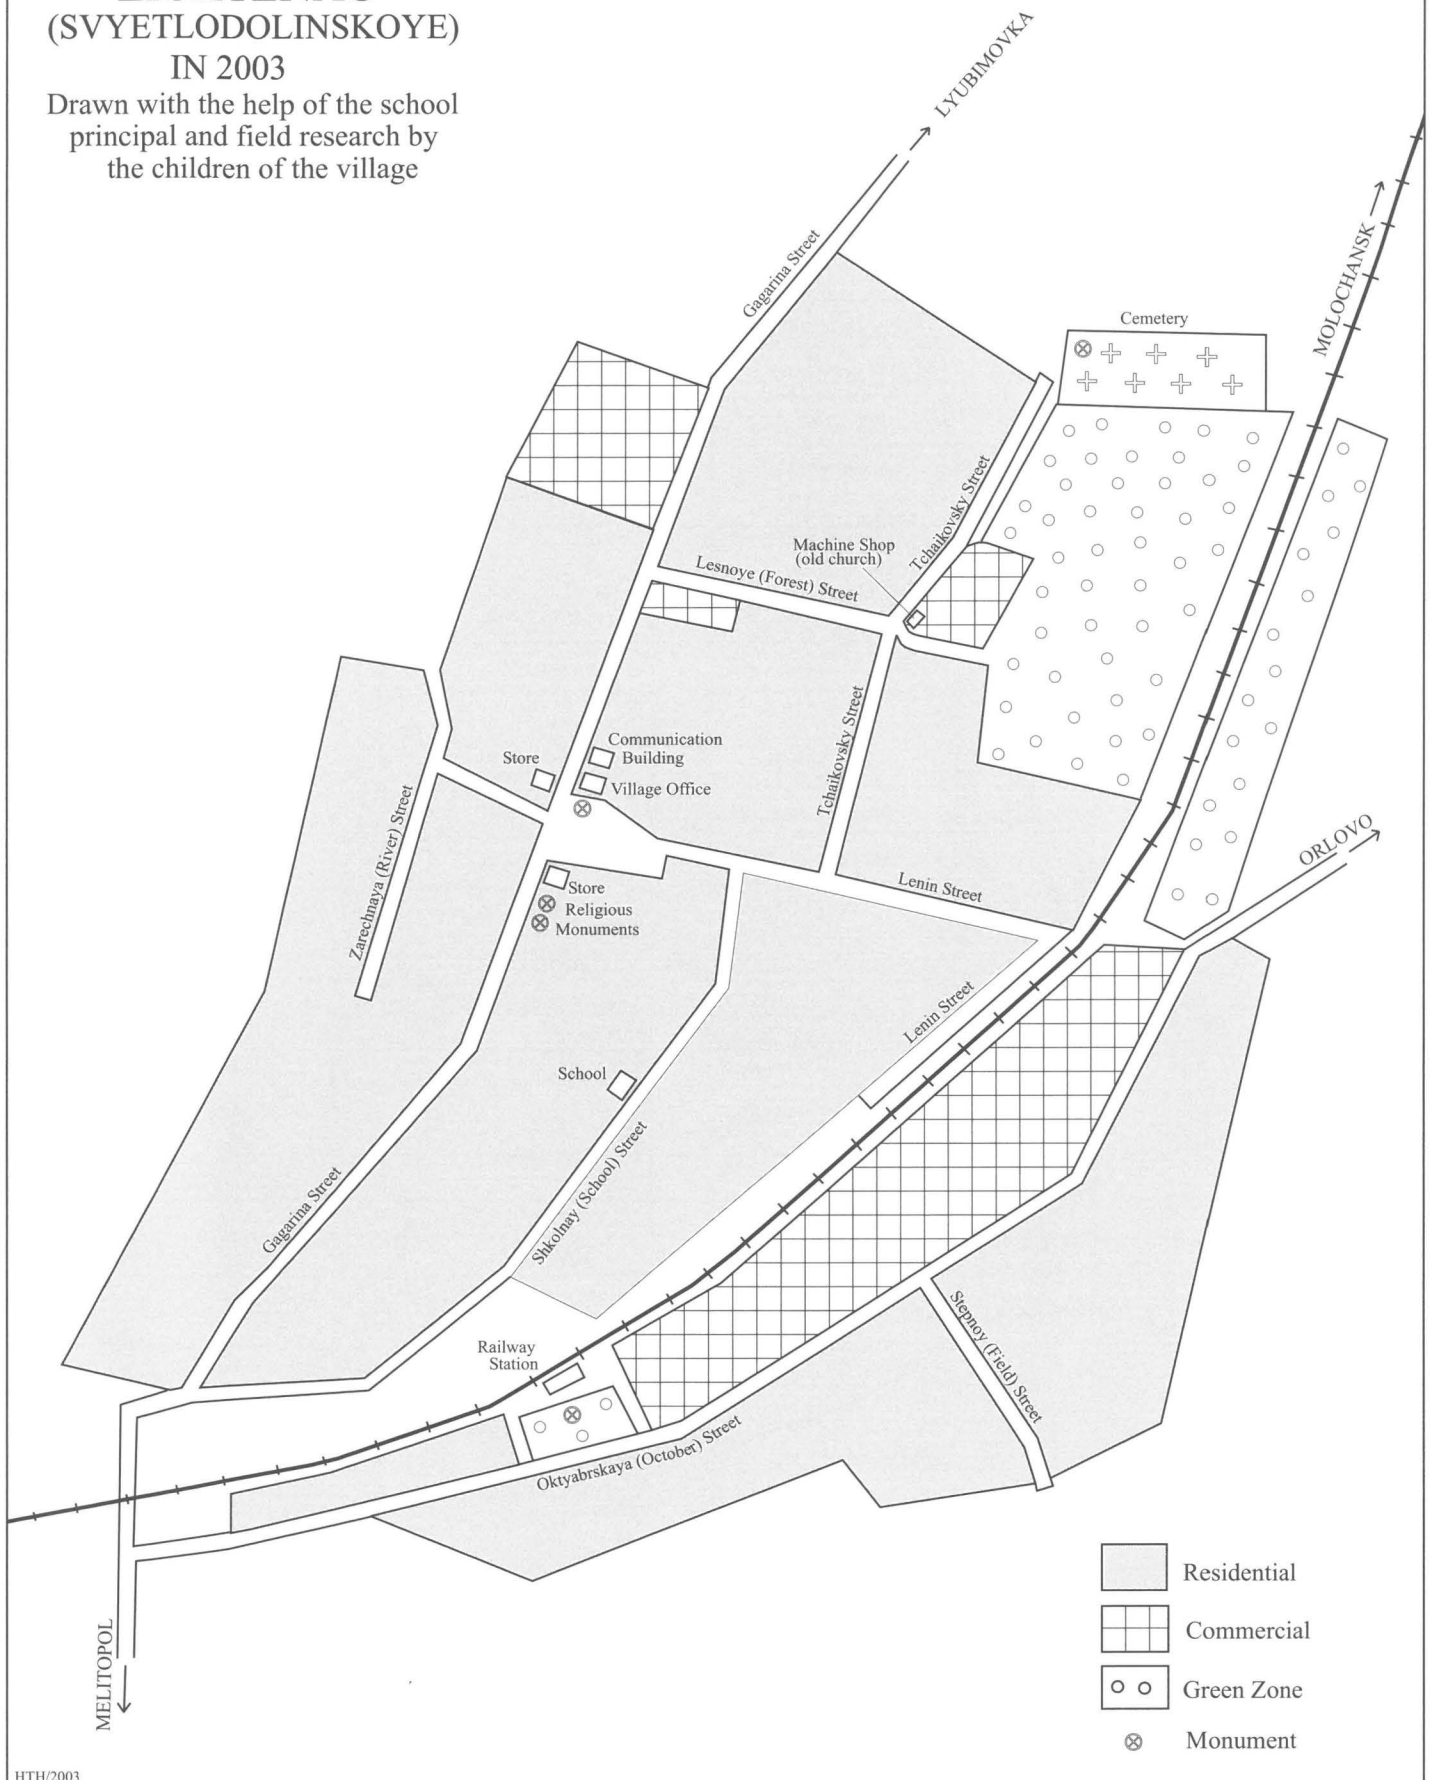 (SVYETLODOLINSKOYE)
IN 2003
Drawn with the help of the school
principal and field research by
the children of the village
LYUBIMOVKA
MOLOCHANSK
Gagarina Street
Cemetery
Tchaikovsky Street
Machine Shop
(old church)
Lesnoye (Forest) Street
Communication
Building
Store
Village Office
Tchaikovsky Street
Zarechnaya (River) Street
ORLOVO
Lenin Street
Store
Religious
Monuments
Lenin Street
School
Shkolnay (School) Street
Gagarina Street
Stepnoy (Field) Street
Railway
Station
Oktyabrskaya (October) Street
MELITOPOL
Residential
Commercial
Green Zone
Monument
HTH/2003